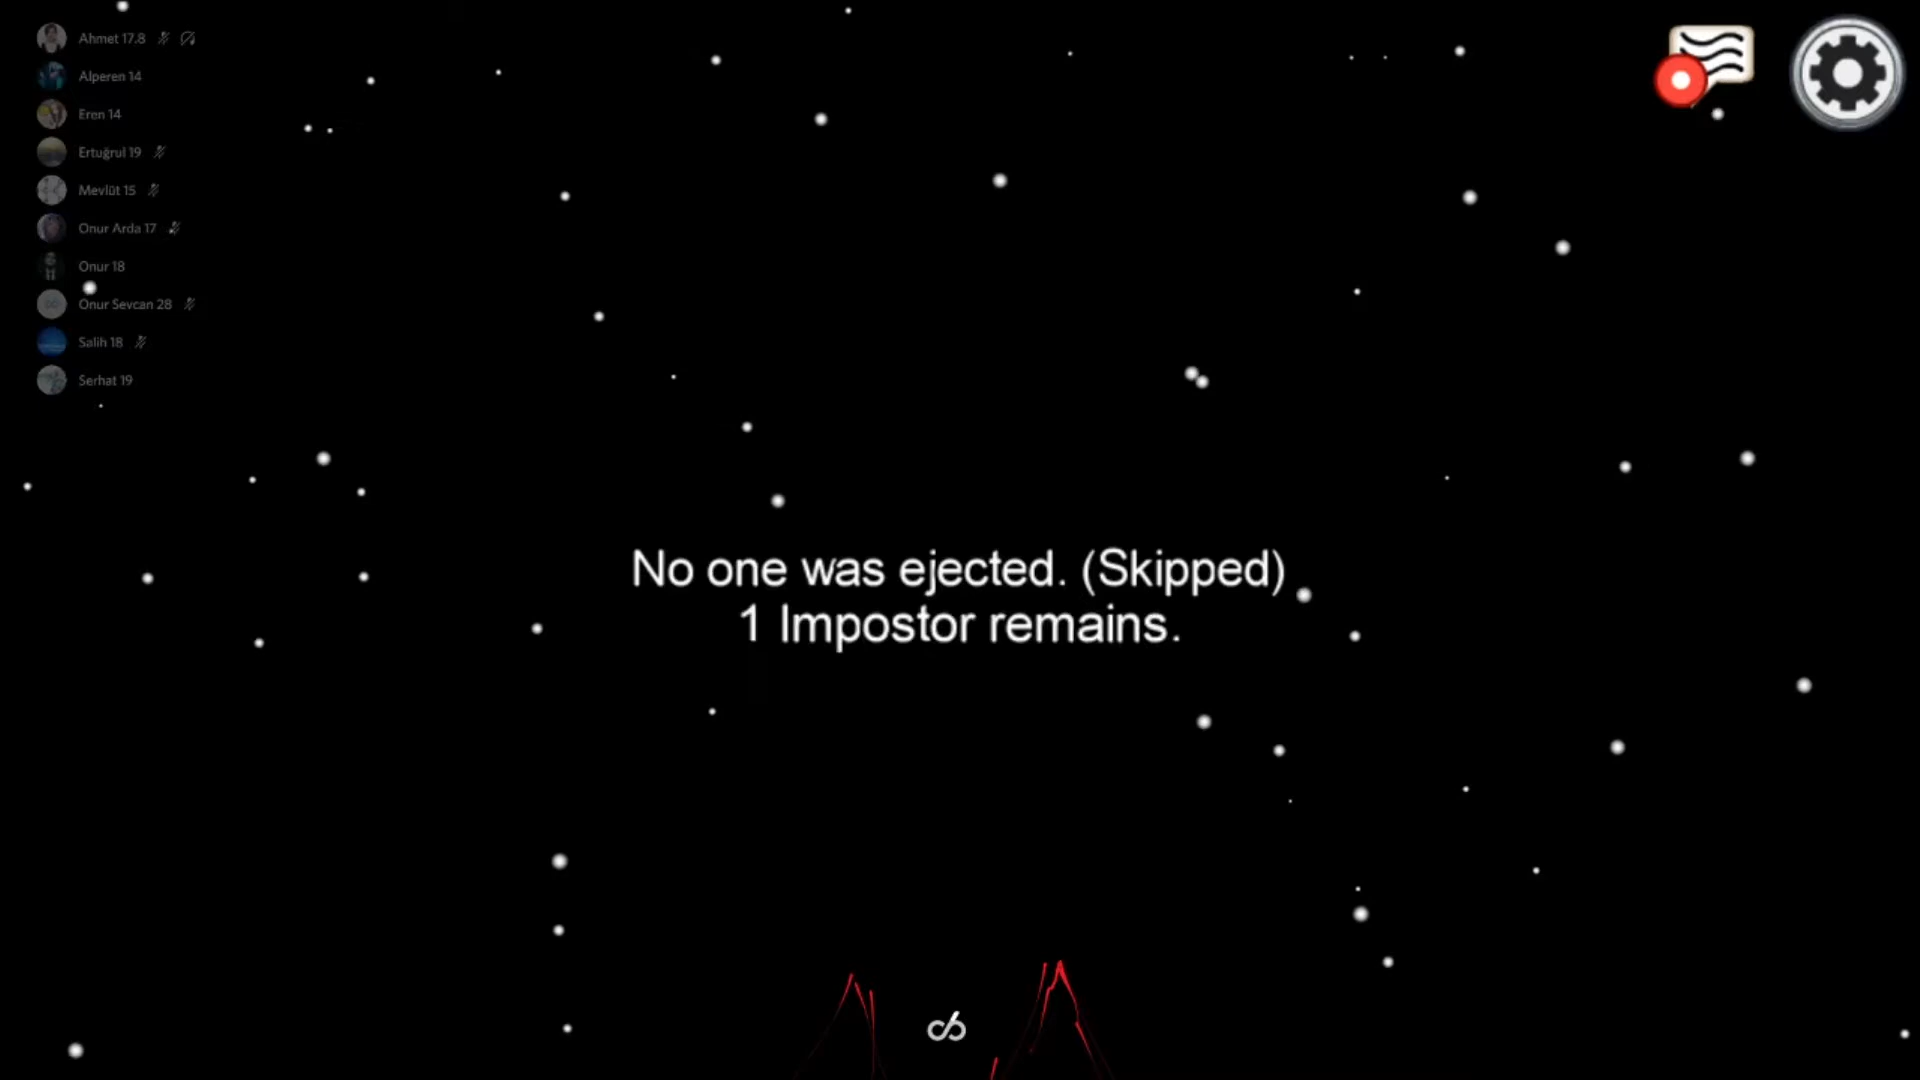 Ahmet 17.8
Alperen 14
Eren 14
Ertuğrul 19
Mevlüt 15
Onur Arda 17
Onur 18
Onur Sevcan 28
Salih 18
Serhat 19
No one was ejected. (Skipped)
1 Impostor remains.